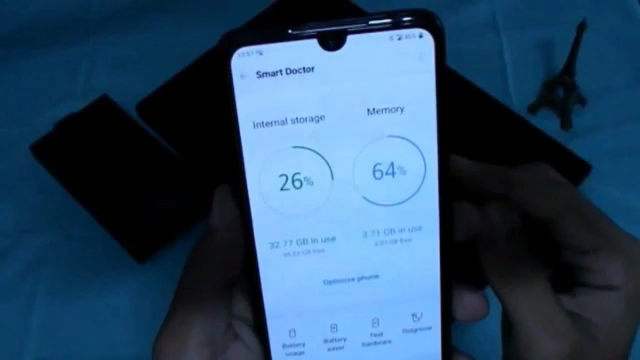 Smart Doctor
Internal storage
Memory
26%
64%
32.77 GB in use
3.71 GB in use
Optimize phone
Battery usage
Battery saver
Test hardware
Diagnose